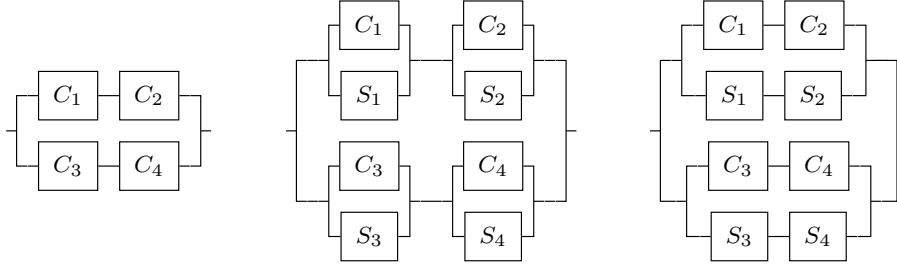 C₁ C₂
C₃ C₄
C₁ C₂
S₁ S₂
C₃ C₄
S₃ S₄
C₁ C₂
S₁ S₂
C₃ C₄
S₃ S₄